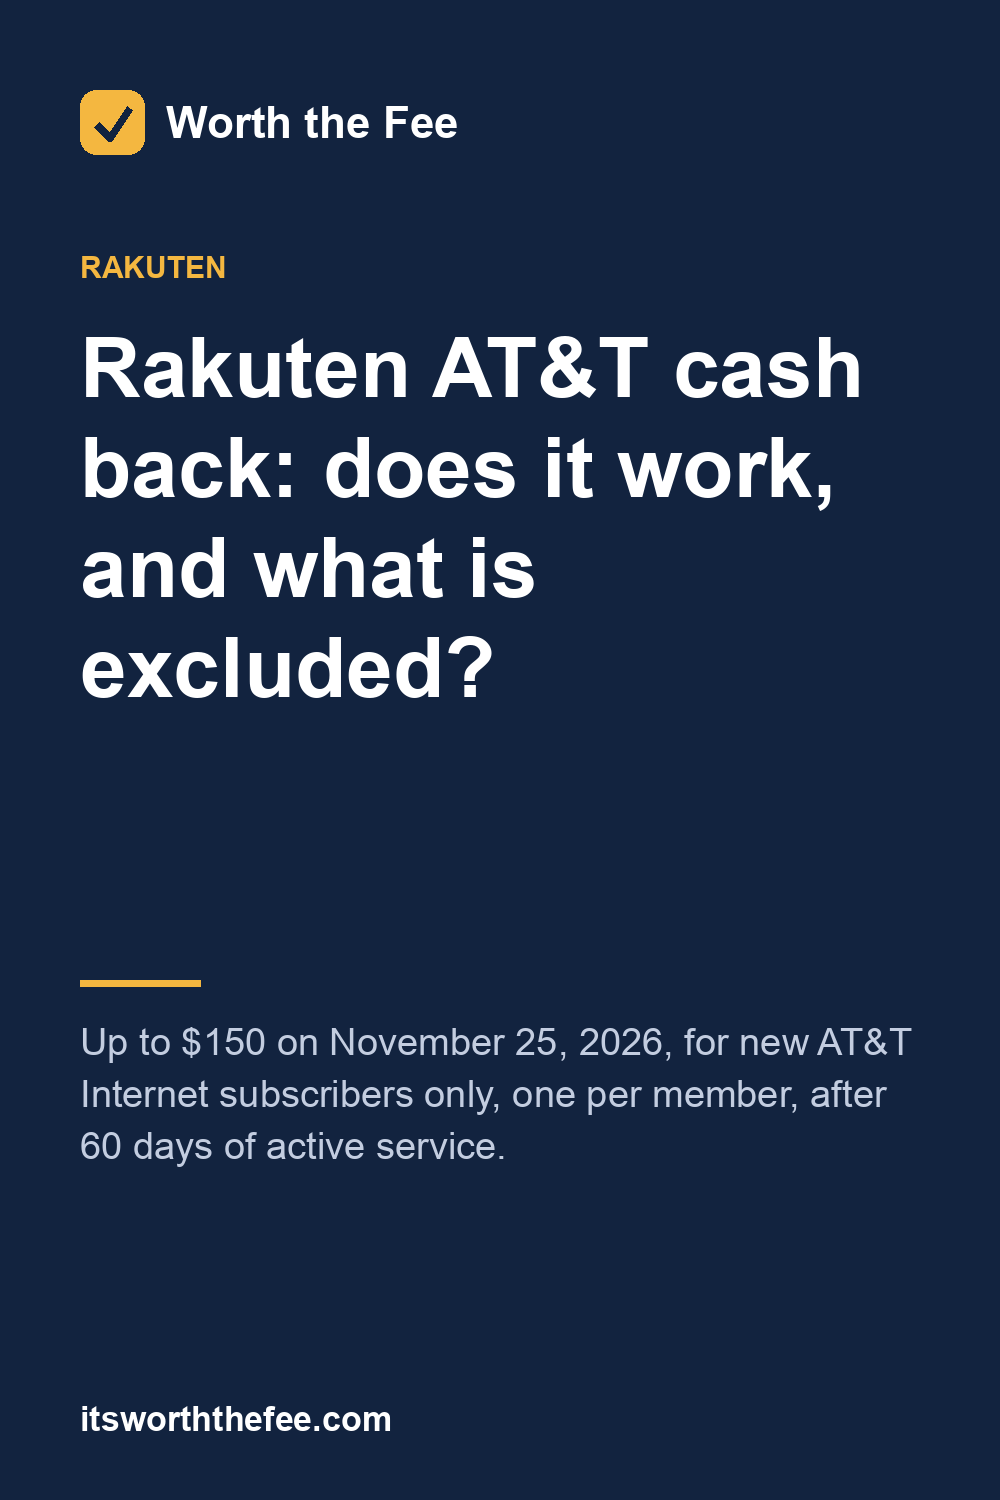 Worth the Fee
RAKUTEN
Rakuten AT&T cash
back: does it work,
and what is
excluded?
Up to $150 on November 25, 2026, for new AT&T
Internet subscribers only, one per member, after
60 days of active service.
itsworththefee.com